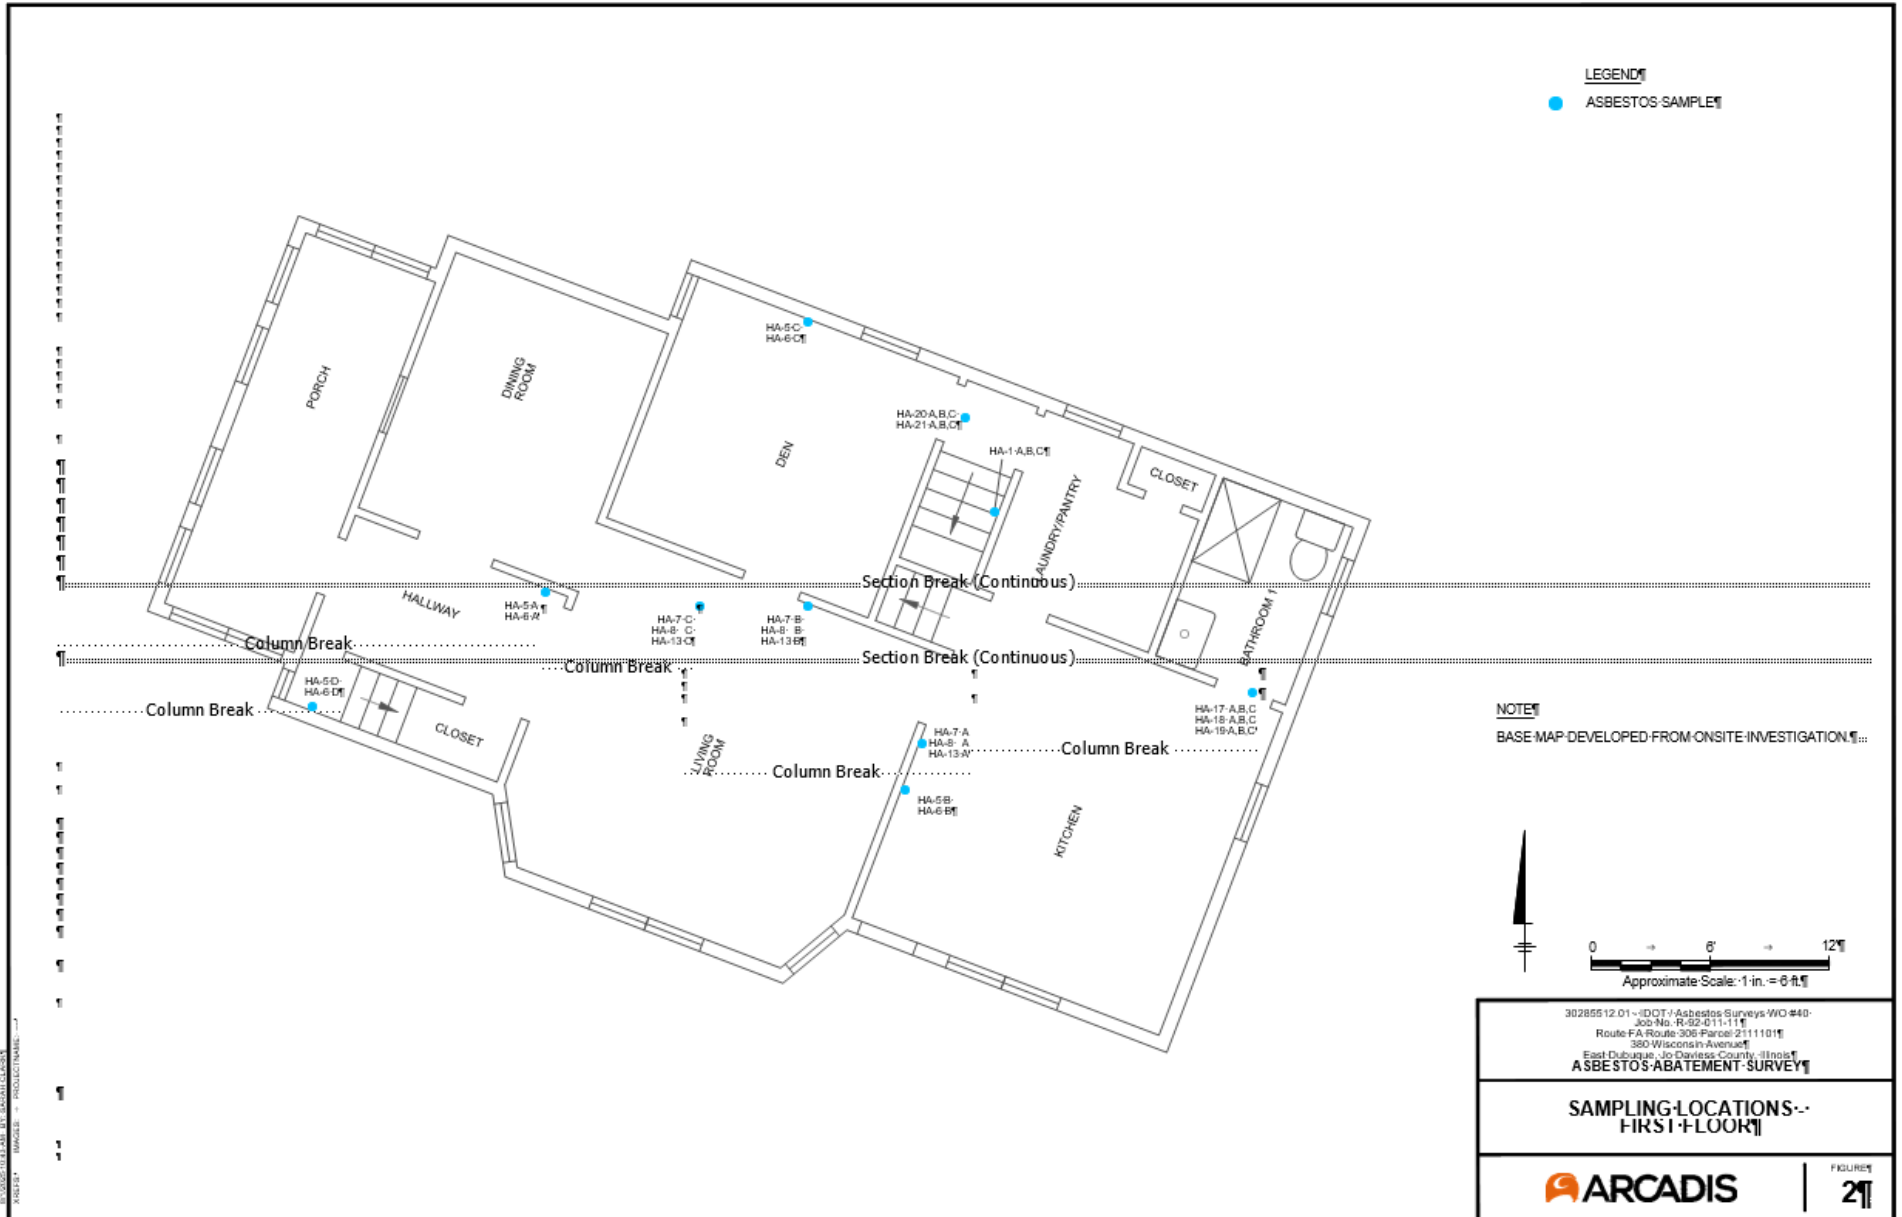 LEGEND¶
ASBESTOS·SAMPLE¶
HA-5·C·
HA-6·C¶
PORCH
DINING
ROOM
DEN
HA-20·A,B,C·
HA-21·A,B,C¶
HA-1·A,B,C¶
CLOSET
AUNDRY/PANTRY
Section Break (Continuous)
HALLWAY
HA-5·A
HA-6·A
HA-7·C·
HA-8· C·
HA-13·C¶
HA-7·B·
HA-8· B·
HA-13·B¶
BATHROOM 1
Column Break
Section Break (Continuous)
Column Break
HA-5·D·
HA-6·D¶
Column Break
CLOSET
LIVING
ROOM
HA-7·A
HA-8· A
HA-13·A
HA-17·A,B,C
HA-18·A,B,C
HA-19·A,B,C
Column Break
Column Break
HA-5·B·
HA-6·B¶
KITCHEN
NOTE¶
BASE·MAP·DEVELOPED·FROM·ONSITE·INVESTIGATION.¶
0 → 6' → 12'¶
Approximate·Scale:·1·in.·=·6·ft.¶
30285512.01·-·IDOT·/·Asbestos·Surveys·WO·#40·
Job·No.·R-92-011-11¶
Route·FA·Route·306·Parcel·2111101¶
380·Wisconsin·Avenue¶
East·Dubuque,·Jo·Daviess·County,·Illinois¶
ASBESTOS·ABATEMENT·SURVEY¶
SAMPLING·LOCATIONS·-·
FIRST·FLOOR¶
ARCADIS
FIGURE¶
2¶